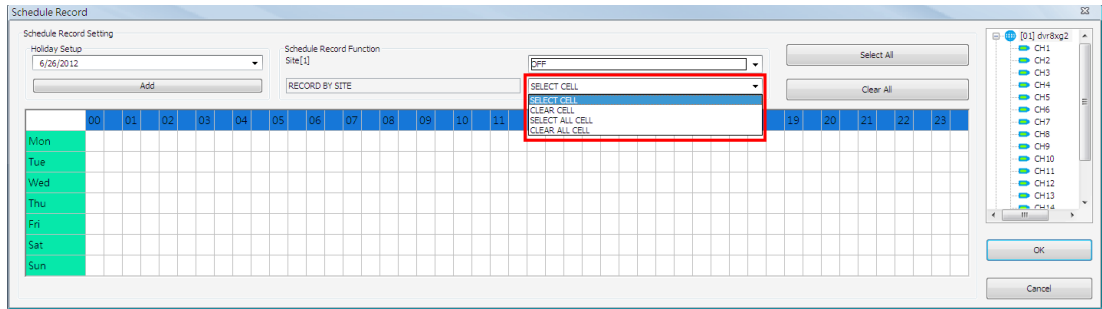 Schedule Record
Schedule Record Setting
Holiday Setup
6/26/2012
Add
Schedule Record Function
Site[1]
OFF
RECORD BY SITE
SELECT CELL
SELECT CELL
CLEAR CELL
SELECT ALL CELL
CLEAR ALL CELL
Select All
Clear All
00 01 02 03 04 05 06 07 08 09 10 11 19 20 21 22 23
Mon
Tue
Wed
Thu
Fri
Sat
Sun
[01] dvr8xg2
CH1
CH2
CH3
CH4
CH5
CH6
CH7
CH8
CH9
CH10
CH11
CH12
CH13
CH14
OK
Cancel